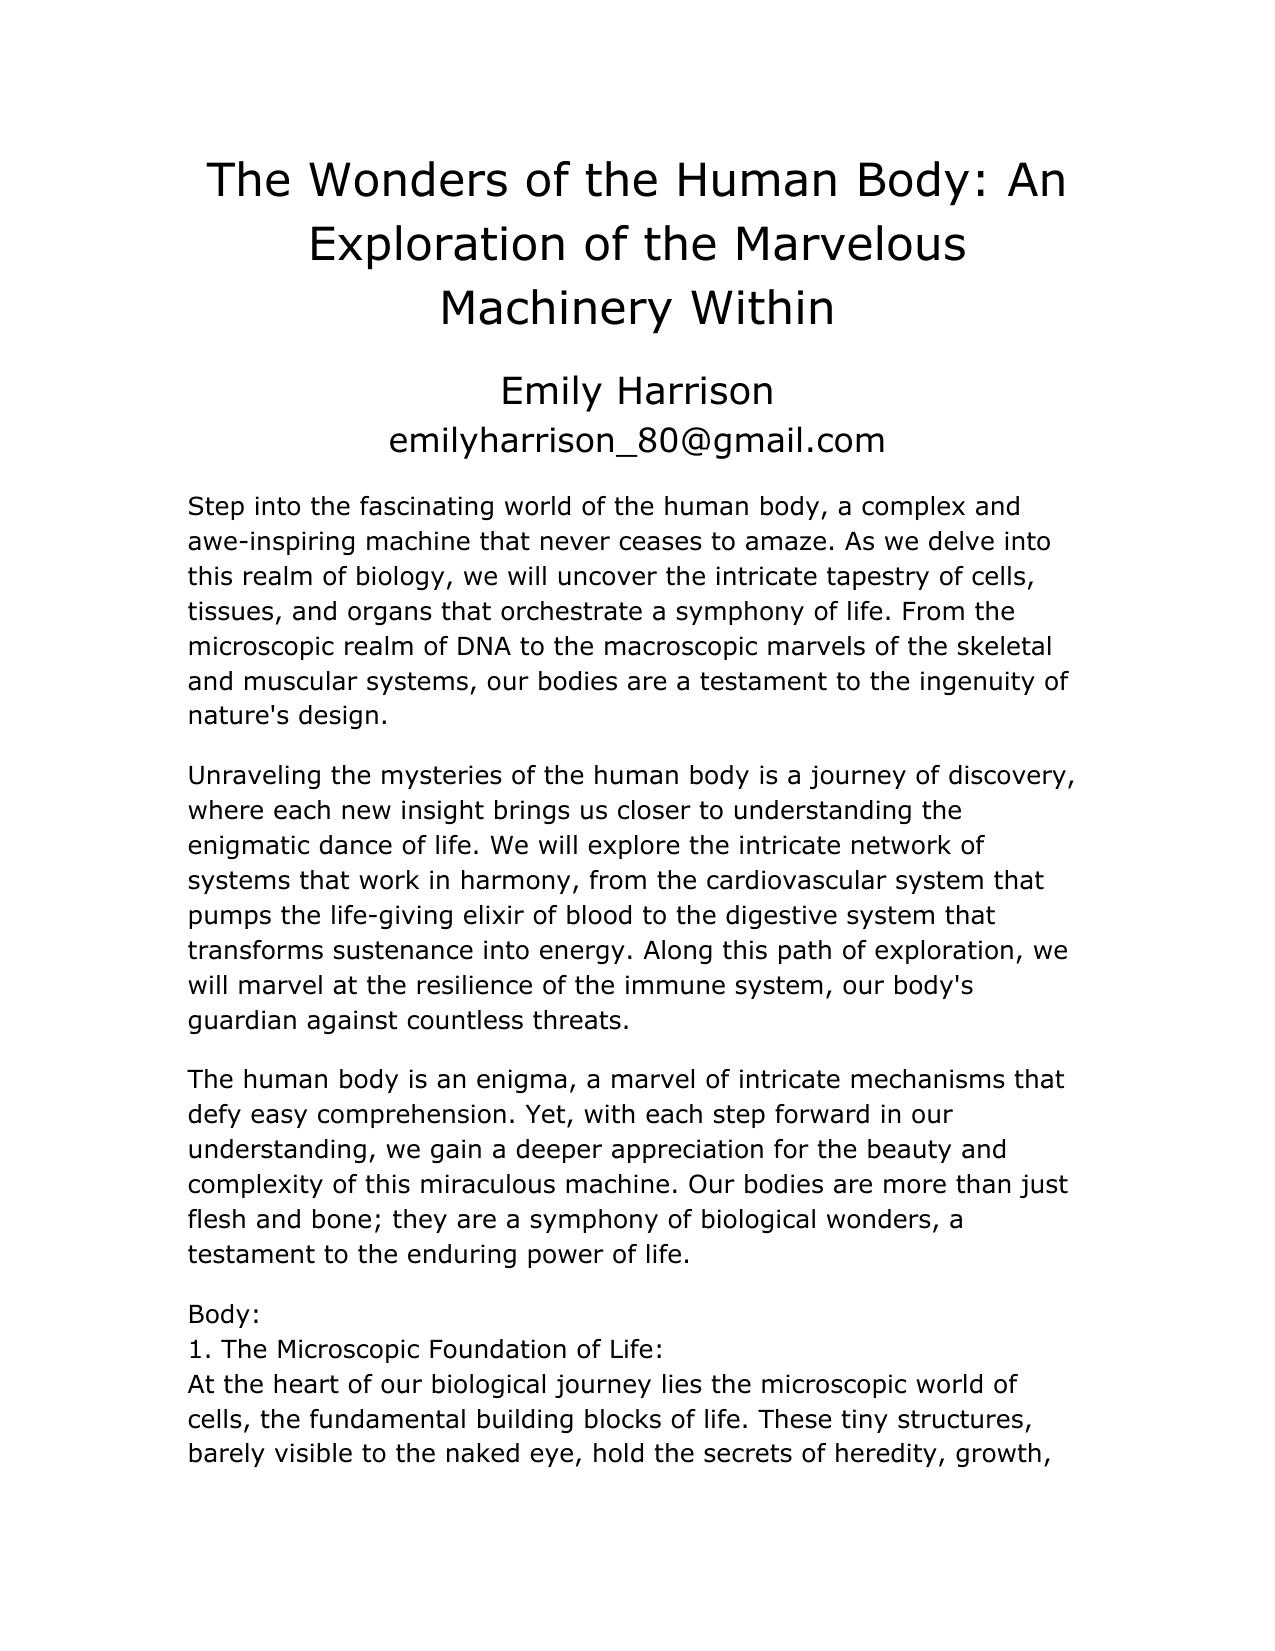 The Wonders of the Human Body: An
Exploration of the Marvelous
Machinery Within
Emily Harrison
emilyharrison_80@gmail.com
Step into the fascinating world of the human body, a complex and
awe-inspiring machine that never ceases to amaze. As we delve into
this realm of biology, we will uncover the intricate tapestry of cells,
tissues, and organs that orchestrate a symphony of life. From the
microscopic realm of DNA to the macroscopic marvels of the skeletal
and muscular systems, our bodies are a testament to the ingenuity of
nature's design.
Unraveling the mysteries of the human body is a journey of discovery,
where each new insight brings us closer to understanding the
enigmatic dance of life. We will explore the intricate network of
systems that work in harmony, from the cardiovascular system that
pumps the life-giving elixir of blood to the digestive system that
transforms sustenance into energy. Along this path of exploration, we
will marvel at the resilience of the immune system, our body's
guardian against countless threats.
The human body is an enigma, a marvel of intricate mechanisms that
defy easy comprehension. Yet, with each step forward in our
understanding, we gain a deeper appreciation for the beauty and
complexity of this miraculous machine. Our bodies are more than just
flesh and bone; they are a symphony of biological wonders, a
testament to the enduring power of life.
Body:
1. The Microscopic Foundation of Life:
At the heart of our biological journey lies the microscopic world of
cells, the fundamental building blocks of life. These tiny structures,
barely visible to the naked eye, hold the secrets of heredity, growth,